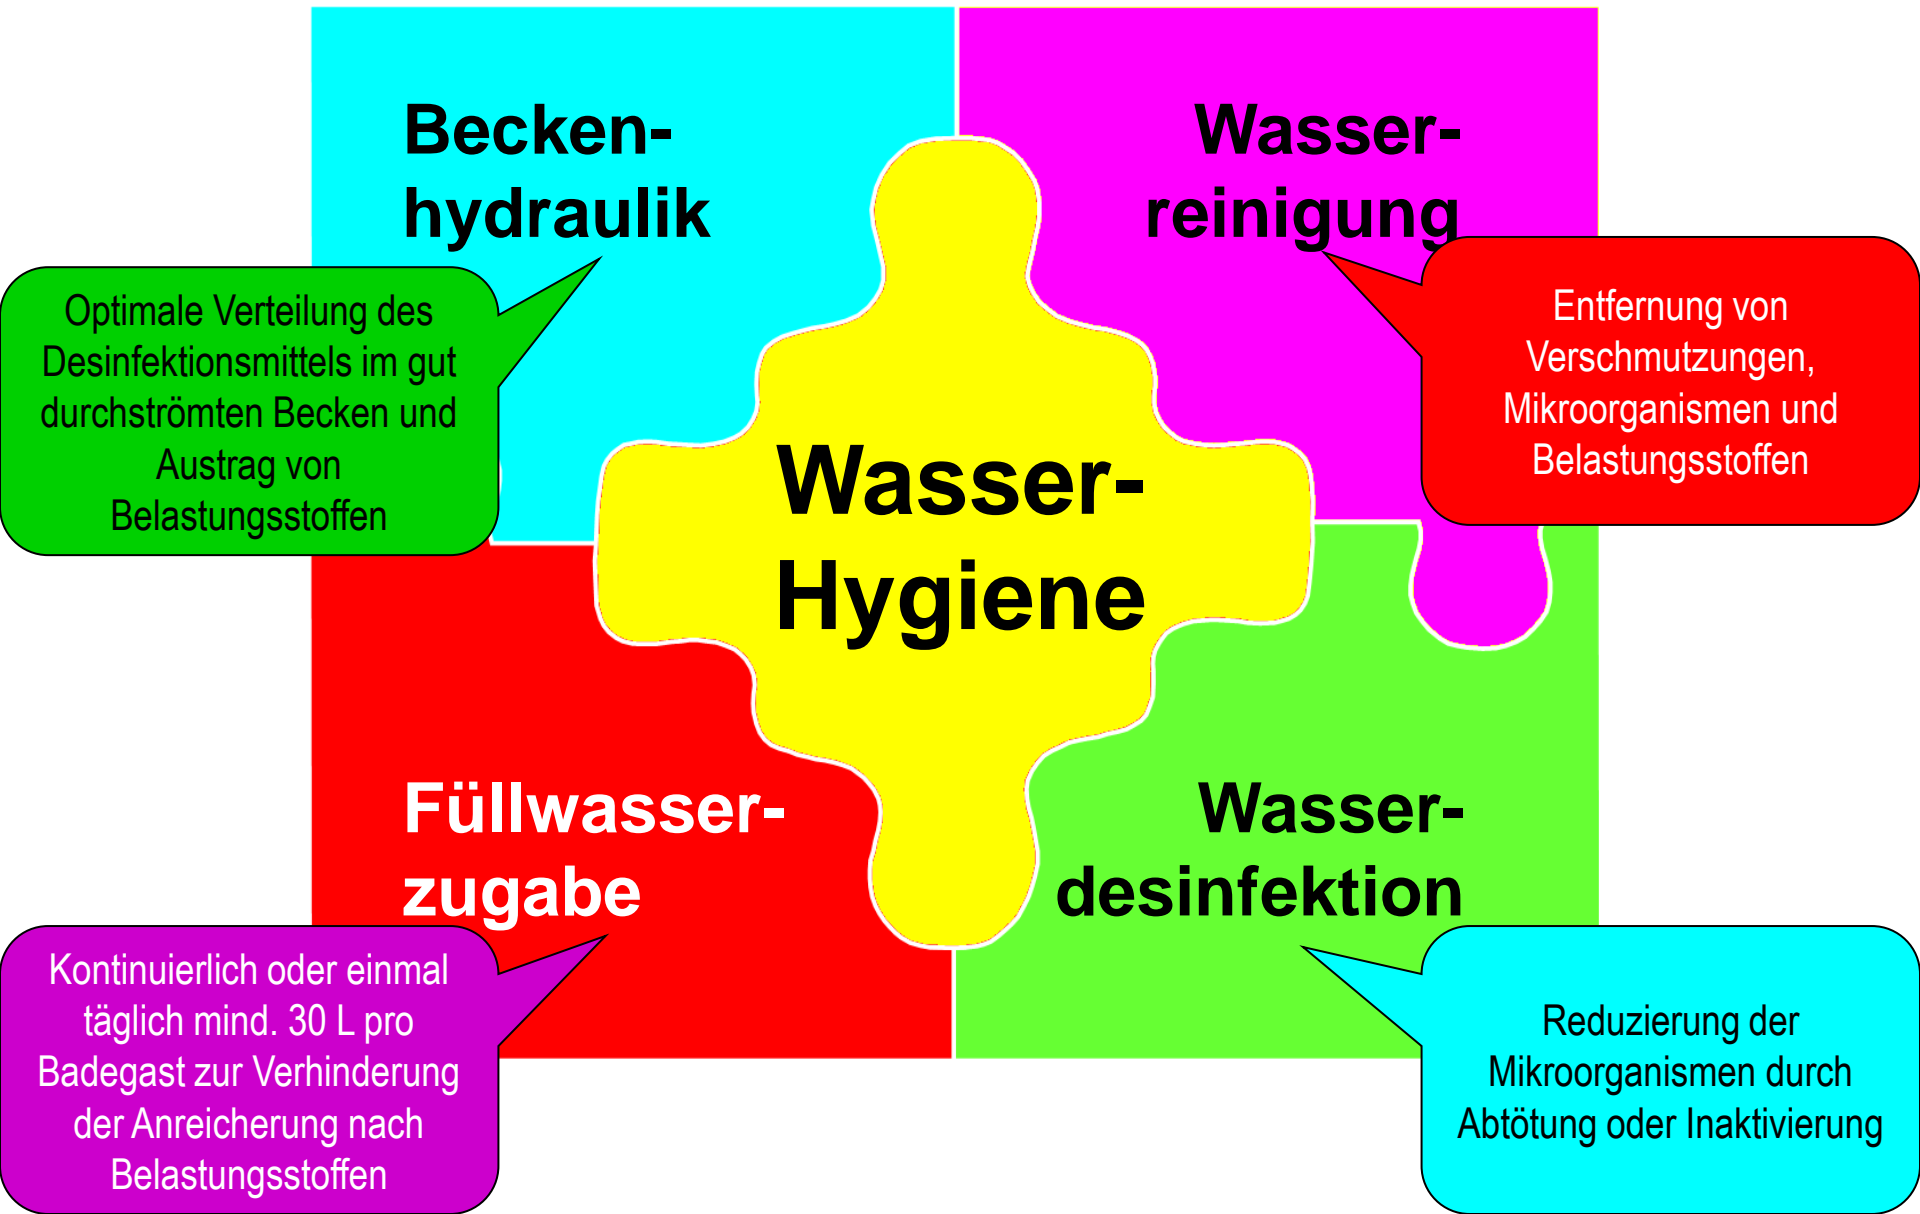 Becken-
hydraulik
Wasser-
reinigung
Optimale Verteilung des
Desinfektionsmittels im gut
durchströmten Becken und
Austrag von
Belastungsstoffen
Entfernung von
Verschmutzungen,
Mikroorganismen und
Belastungsstoffen
Wasser-
Hygiene
Füllwasser-
zugabe
Wasser-
desinfektion
Kontinuierlich oder einmal
täglich mind. 30 L pro
Badegast zur Verhinderung
der Anreicherung nach
Belastungsstoffen
Reduzierung der
Mikroorganismen durch
Abtötung oder Inaktivierung